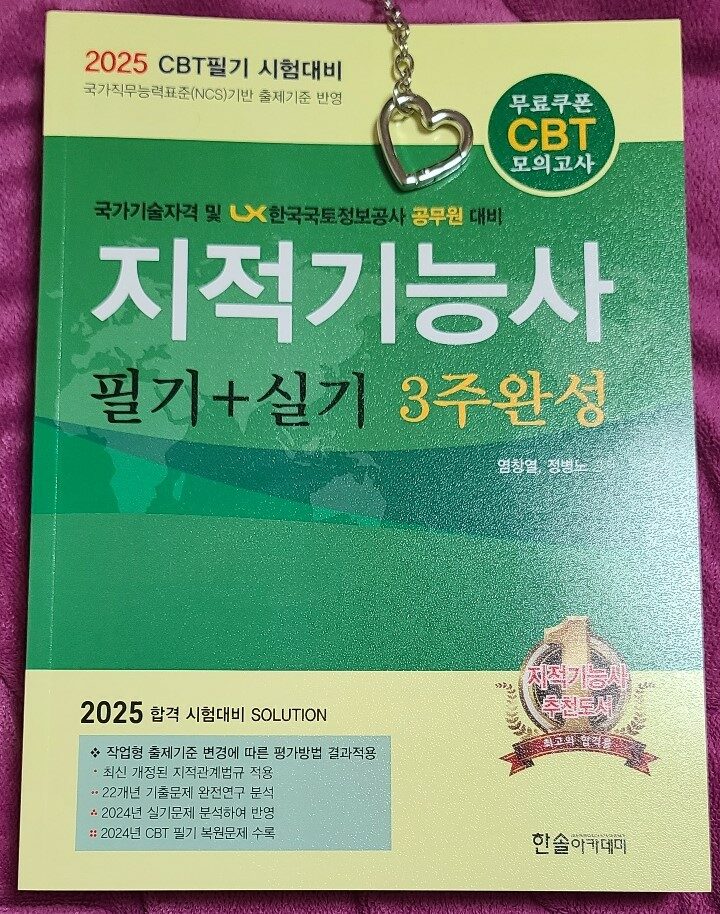 2025 CBT필기 시험대비
국가직무능력표준(NCS)기반 출제기준 반영
무료쿠폰
CBT
모의고사
국가기술자격 및 LX한국국토정보공사 공무원 대비
지적기능사
필기+실기 3주완성
염창열, 정병노
1
지적기능사
추천도서
최고의 합격률
2025 합격 시험대비 SOLUTION
❖ 작업형 출제기준 변경에 따른 평가방법 결과적용
• 최신 개정된 지적관계법규 적용
•• 22개년 기출문제 완전연구 분석
∴ 2024년 실기문제 분석하여 반영
∷ 2024년 CBT 필기 복원문제 수록
한솔아카데미